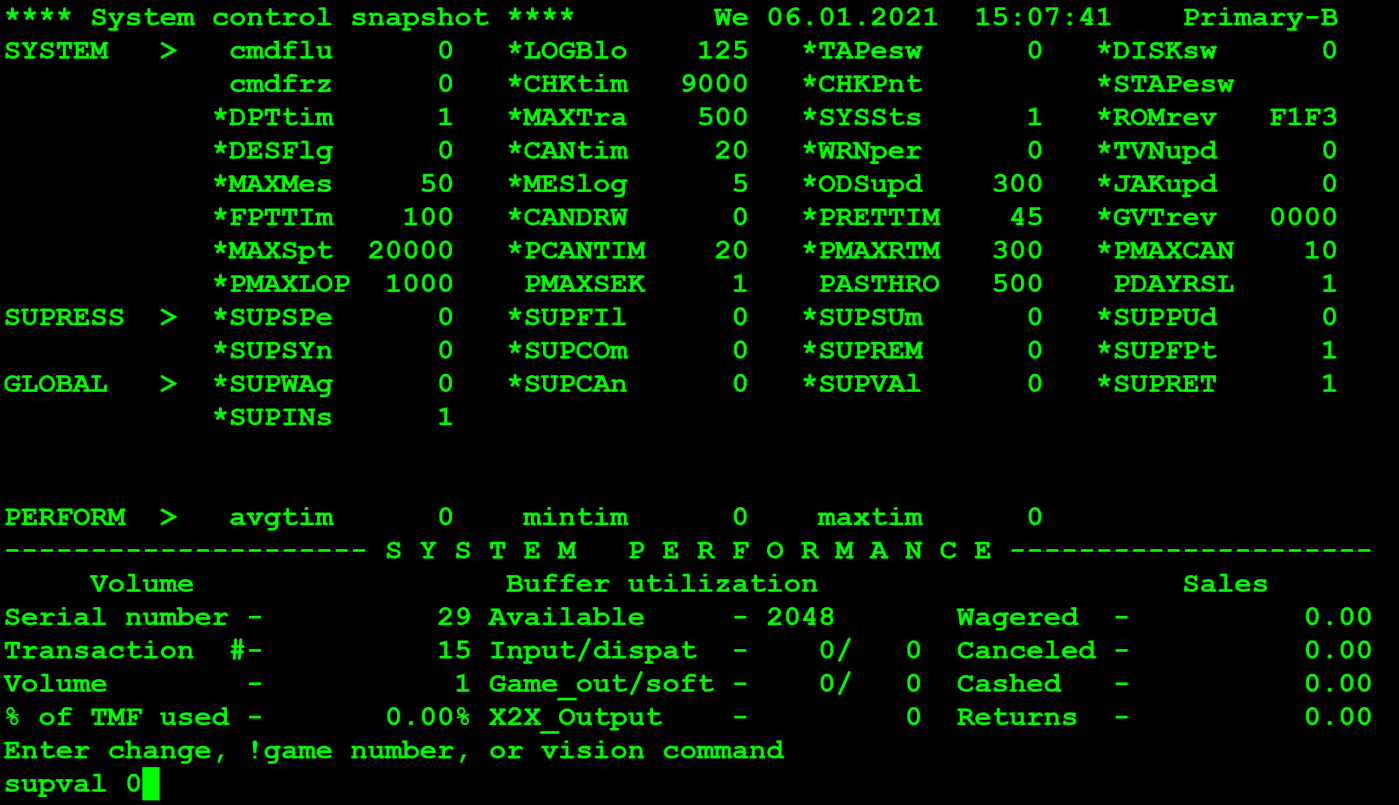 **** System control snapshot **** We 06.01.2021 15:07:41 Primary-B
SYSTEM > cmdflu 0 *LOGBlo 125 *TAPesw 0 *DISKsw 0
cmdfrz 0 *CHKtim 9000 *CHKPnt *STAPesw
*DPTtim 1 *MAXTra 500 *SYSSts 1 *ROMrev F1F3
*DESFlg 0 *CANtim 20 *WRNper 0 *TVNupd 0
*MAXMes 50 *MESlog 5 *ODSupd 300 *JAKupd 0
*FPTTIm 100 *CANDRW 0 *PRETTIM 45 *GVTrev 0000
*MAXSpt 20000 *PCANTIM 20 *PMAXRTM 300 *PMAXCAN 10
*PMAXLOP 1000 PMAXSEK 1 PASTHRO 500 PDAYRSL 1
SUPRESS > *SUPSPe 0 *SUPFIl 0 *SUPSUm 0 *SUPPUd 0
*SUPSYn 0 *SUPCOm 0 *SUPREM 0 *SUPFPt 1
GLOBAL > *SUPWAg 0 *SUPCAn 0 *SUPVAl 0 *SUPRET 1
*SUPINs 1
PERFORM > avgtim 0 mintim 0 maxtim 0
--------------------- S Y S T E M P E R F O R M A N C E ---------------------
Volume Buffer utilization Sales
Serial number - 29 Available - 2048 Wagered - 0.00
Transaction #- 15 Input/dispat - 0/ 0 Canceled - 0.00
Volume - 1 Game_out/soft - 0/ 0 Cashed - 0.00
% of TMF used - 0.00% X2X_Output - 0 Returns - 0.00
Enter change, !game number, or vision command
supval 0